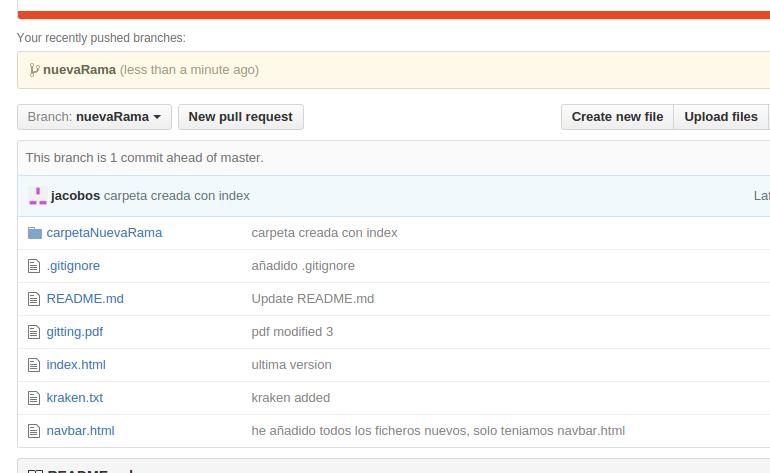 Your recently pushed branches:
nuevaRama (less than a minute ago)
Branch: nuevaRama New pull request Create new file Upload files
This branch is 1 commit ahead of master.
jacobos carpeta creada con index
carpetaNuevaRama carpeta creada con index
.gitignore añadido .gitignore
README.md Update README.md
gitting.pdf pdf modified 3
index.html ultima version
kraken.txt kraken added
navbar.html he añadido todos los ficheros nuevos, solo teniamos navbar.html